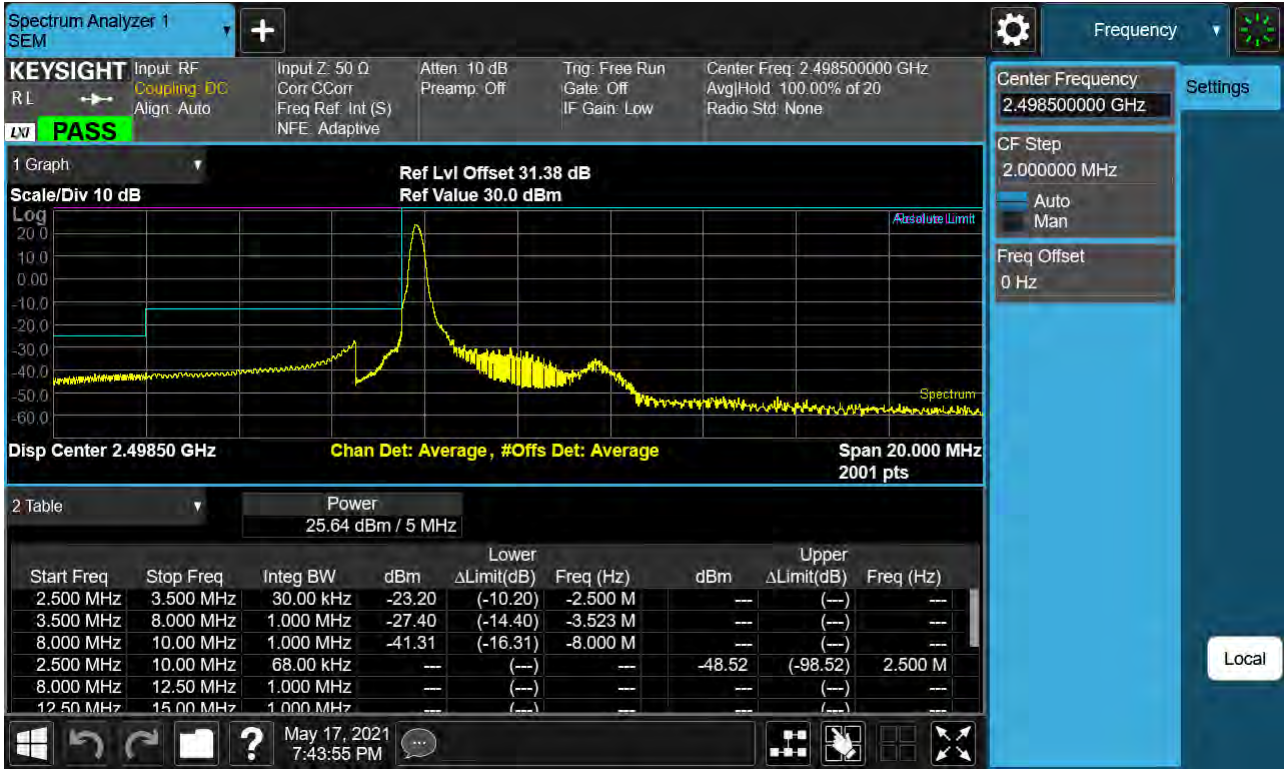 Spectrum Analyzer 1
SEM
Frequency
KEYSIGHT
RL
LXI
PASS
Input: RF
Coupling: DC
Align: Auto
Input Z: 50 Ω
Corr CCorr
Freq Ref: Int (S)
NFE: Adaptive
Atten: 10 dB
Preamp: Off
Trig: Free Run
Gate: Off
IF Gain: Low
Center Freq: 2.498500000 GHz
Avg|Hold: 100.00% of 20
Radio Std: None
Center Frequency
2.498500000 GHz
Settings
CF Step
2.000000 MHz
Auto
Man
Freq Offset
0 Hz
Local
1 Graph
Ref Lvl Offset 31.38 dB
Scale/Div 10 dB
Ref Value 30.0 dBm
Log
Absolute Limit
20.0
10.0
0.00
-10.0
-20.0
-30.0
-40.0
-50.0
-60.0
Spectrum
Disp Center 2.49850 GHz
Chan Det: Average , #Offs Det: Average
Span 20.000 MHz
2001 pts
2 Table
Power
25.64 dBm / 5 MHz
Lower Upper
Start Freq Stop Freq Integ BW dBm ΔLimit(dB) Freq (Hz) dBm ΔLimit(dB) Freq (Hz)
2.500 MHz 3.500 MHz 30.00 kHz -23.20 (-10.20) -2.500 M --- (---) ---
3.500 MHz 8.000 MHz 1.000 MHz -27.40 (-14.40) -3.523 M --- (---) ---
8.000 MHz 10.00 MHz 1.000 MHz -41.31 (-16.31) -8.000 M --- (---) ---
2.500 MHz 10.00 MHz 68.00 kHz --- (---) --- -48.52 (-98.52) 2.500 M
8.000 MHz 12.50 MHz 1.000 MHz --- (---) --- --- (---) ---
12.50 MHz 15.00 MHz 1.000 MHz --- (---) --- --- (---) ---
?
May 17, 2021
7:43:55 PM